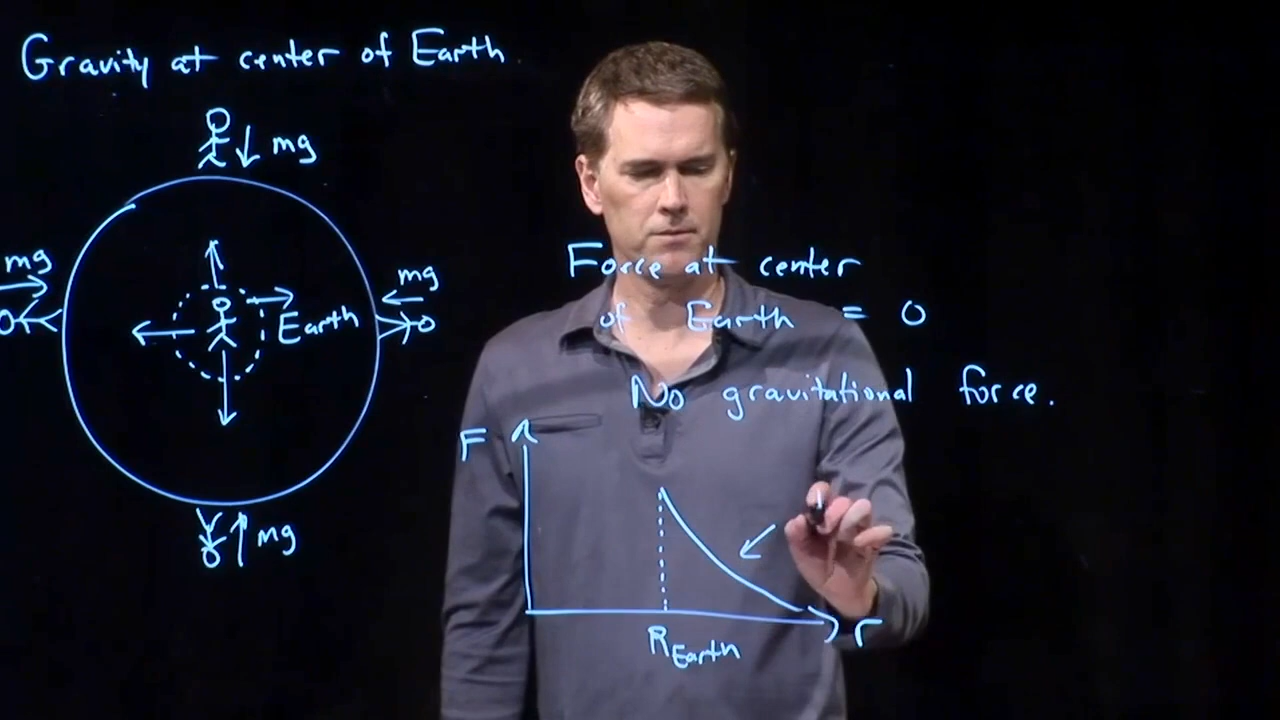 Gravity at center of Earth
mg
mg
mg
Earth
mg
Force at center
of Earth = 0
No gravitational force.
F
r
R Earth